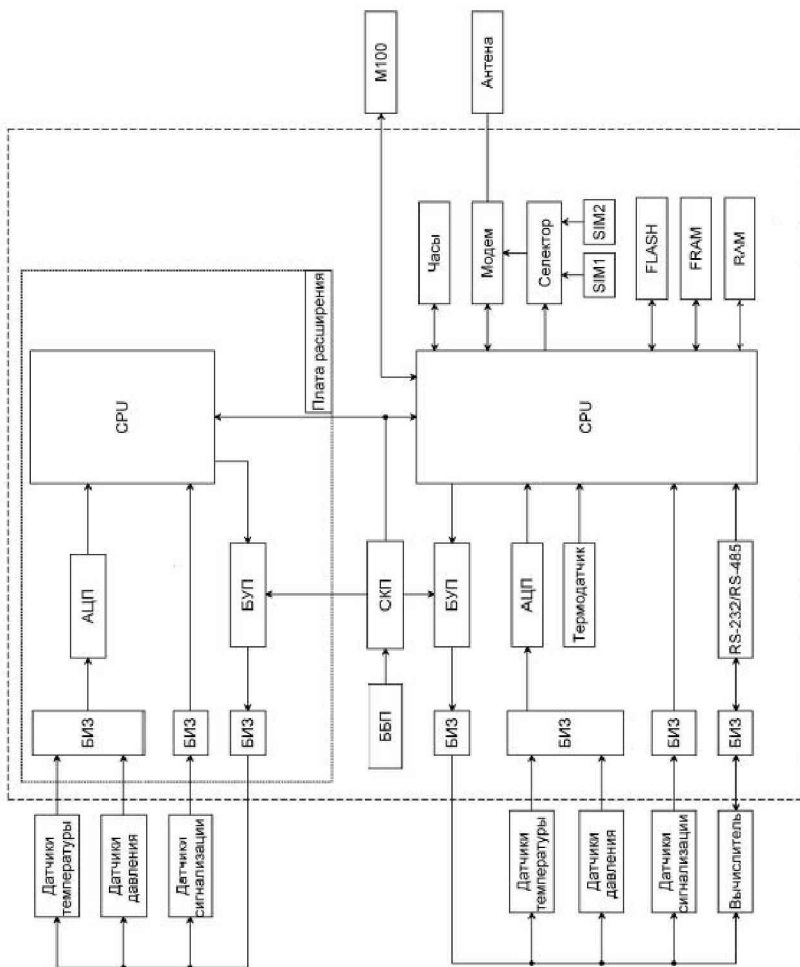 Датчики
температуры
БИЗ
АЦП
CPU
Датчики
давления
Датчики
сигнализации
БИЗ
БИЗ
БУП
Плата расширения
ББП
СКП
М100
БИЗ
БУП
Часы
Модем
Антена
Датчики
температуры
БИЗ
АЦП
CPU
Селектор
SIM1
SIM2
Термодатчик
Датчики
давления
FLASH
Датчики
сигнализации
БИЗ
FRAM
Вычислитель
БИЗ
RS-232/RS-485
RAM